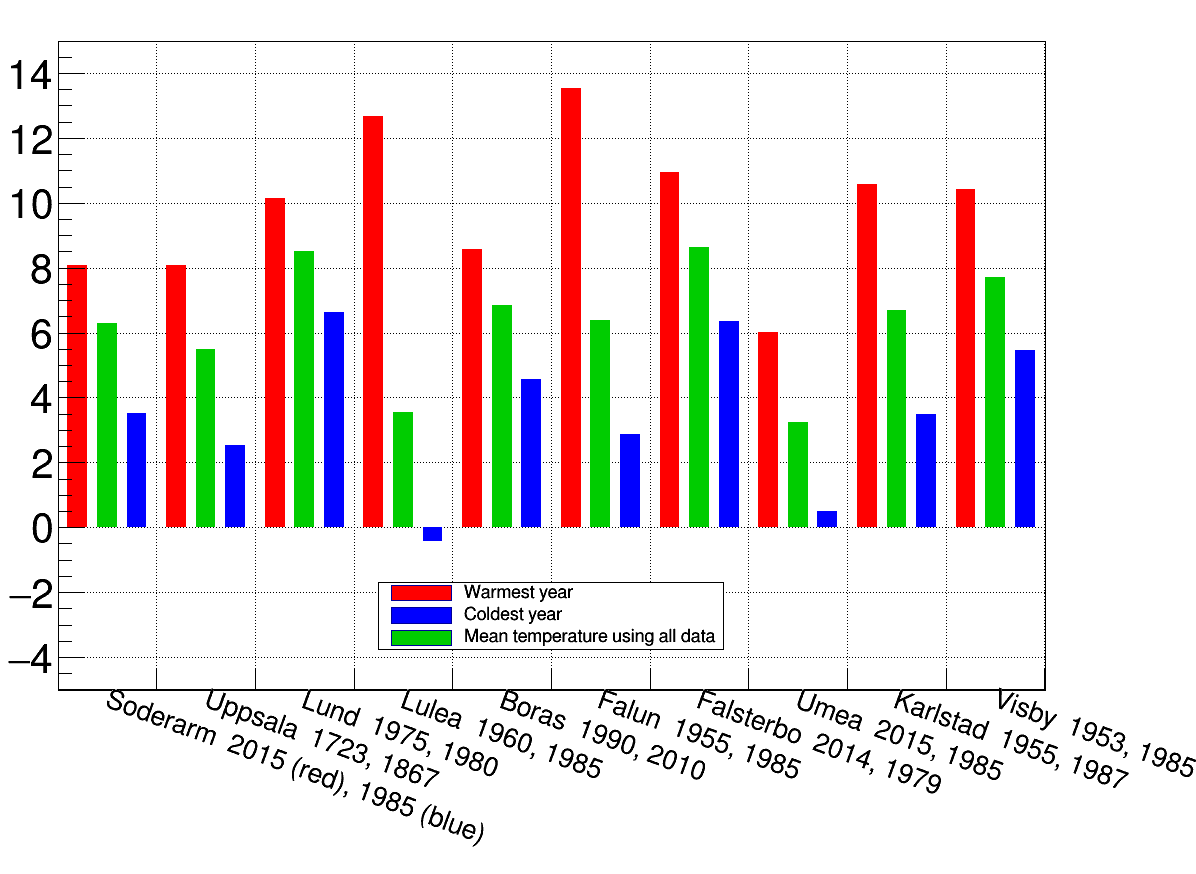 14
12
10
8
6
4
2
0
−2
−4
Warmest year
Coldest year
Mean temperature using all data
Soderarm 2015 (red), 1985 (blue)
Uppsala 1723, 1867
Lund 1975, 1980
Lulea 1960, 1985
Boras 1990, 2010
Falun 1955, 1985
Falsterbo 2014, 1979
Umea 2015, 1985
Karlstad 1955, 1987
Visby 1953, 1985